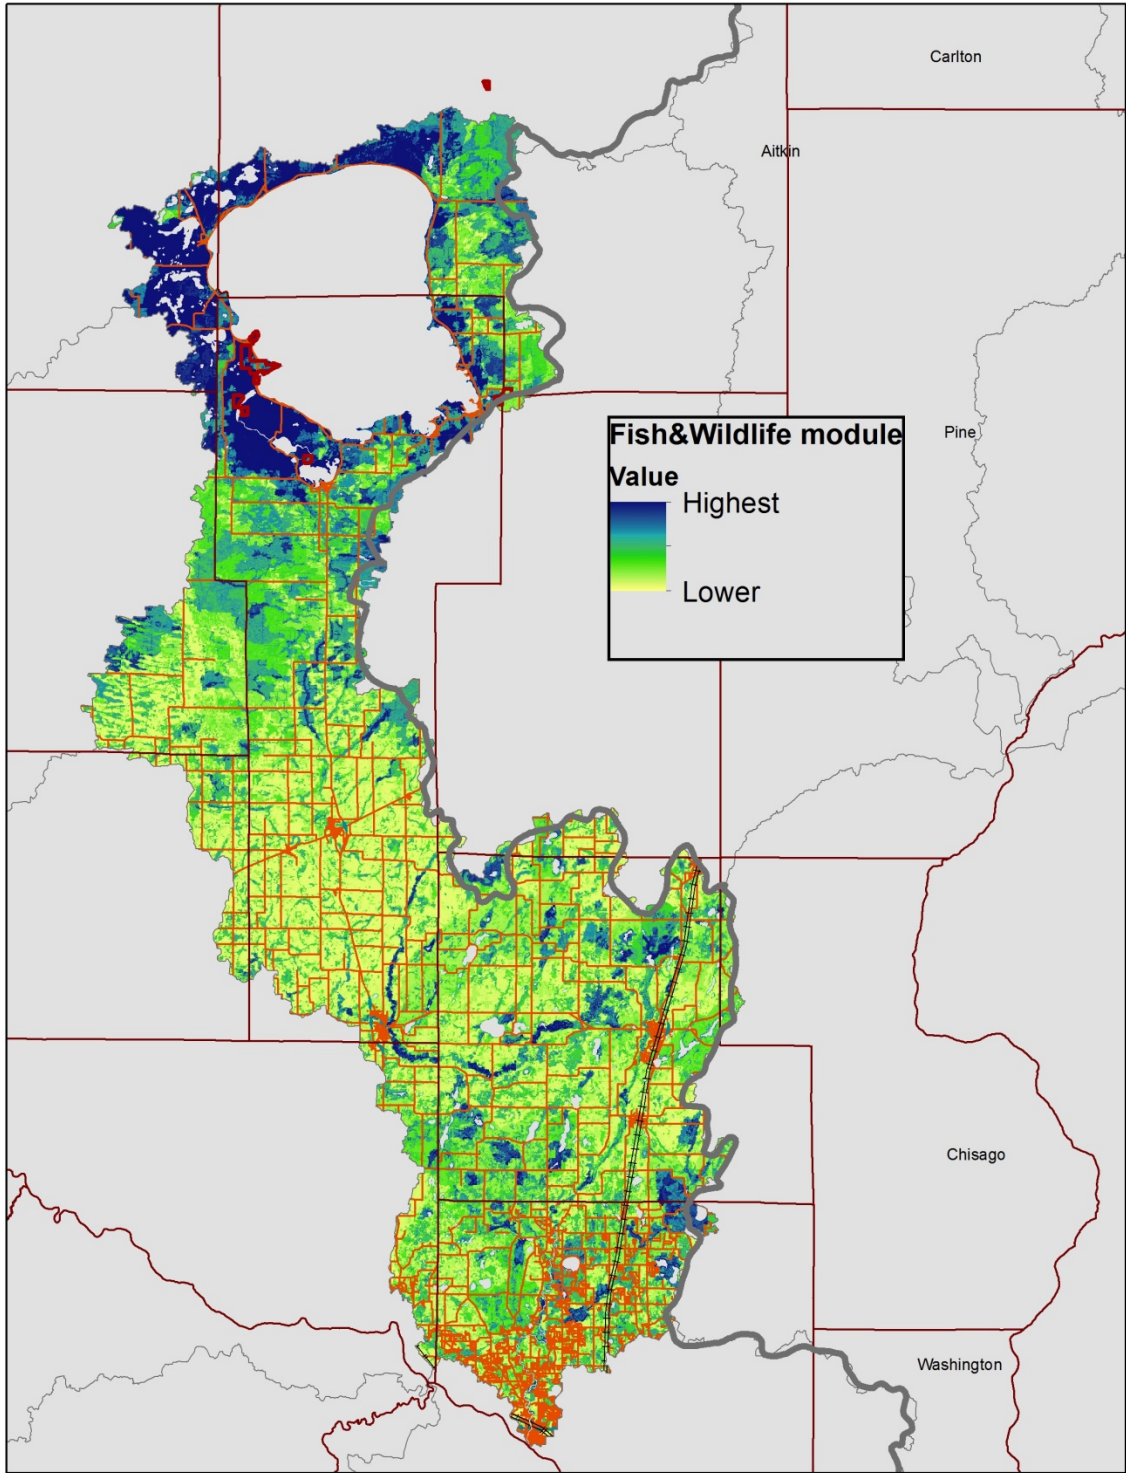 Carlton
Aitkin
Fish&Wildlife module
Value
Highest
Lower
Pine
Chisago
Washington